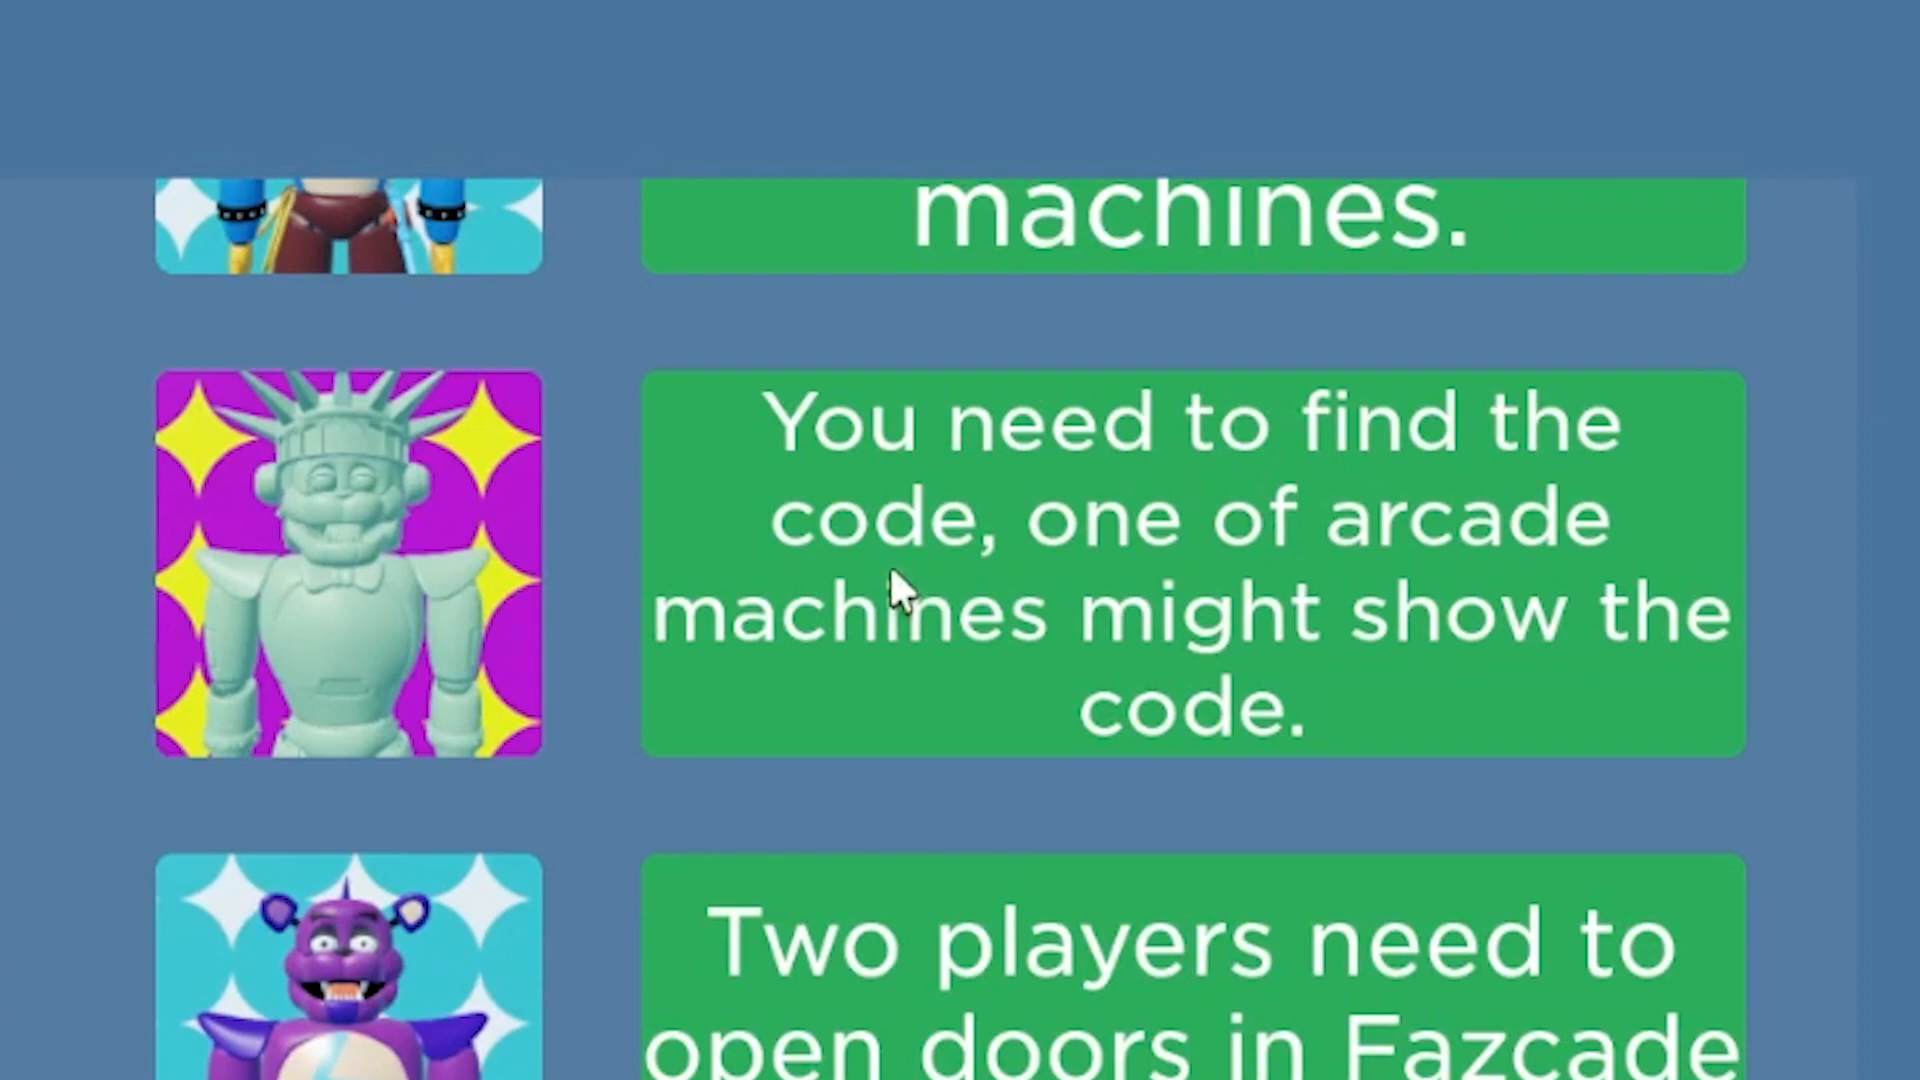 machines.
You need to find the
code, one of arcade
machines might show the
code.
Two players need to
open doors in Fazcade